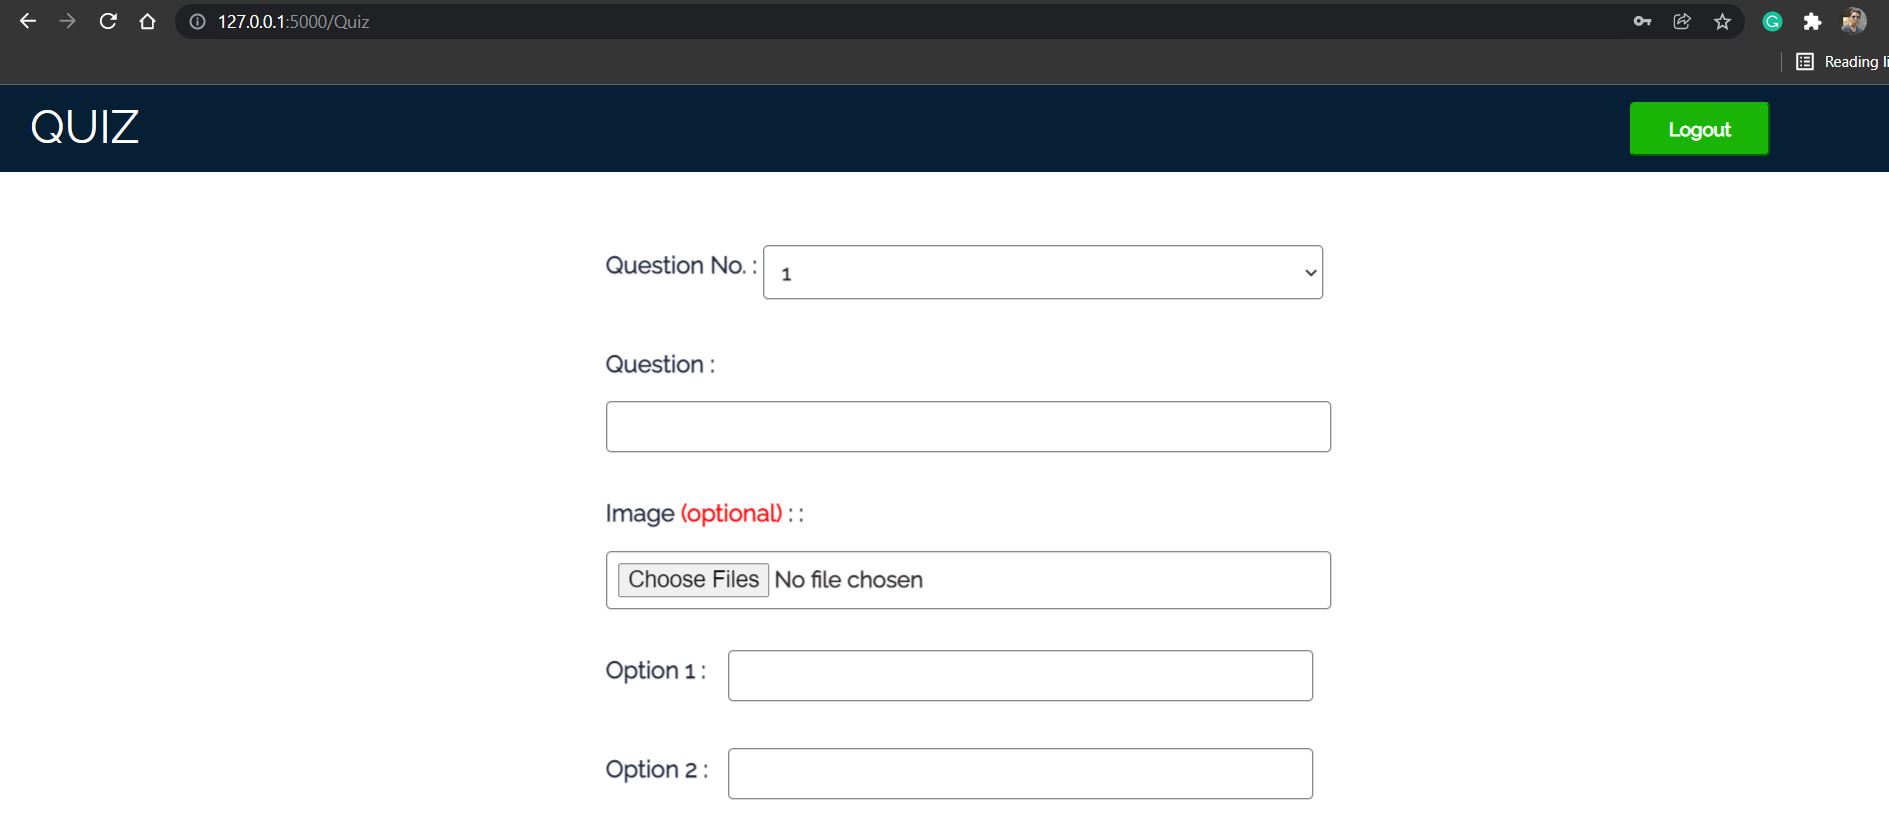 127.0.0.1:5000/Quiz
Reading li
QUIZ
Logout
Question No. : 1
Question :
Image (optional) : :
Choose Files No file chosen
Option 1 :
Option 2 :